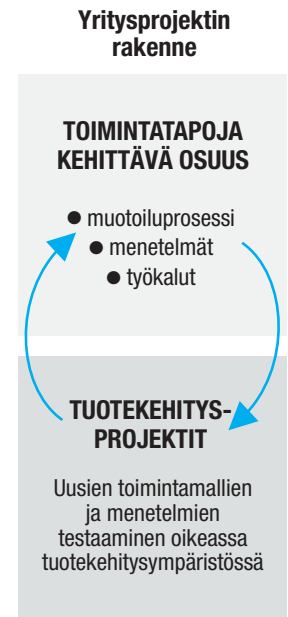 Yritysprojektin
rakenne
TOIMINTATAPOJA
KEHITTÄVÄ OSUUS
● muotoiluprosessi
● menetelmät
● työkalut
TUOTEKEHITYS-
PROJEKTIT
Uusien toimintamallien
ja menetelmien
testaaminen oikeassa
tuotekehitysympäristössä